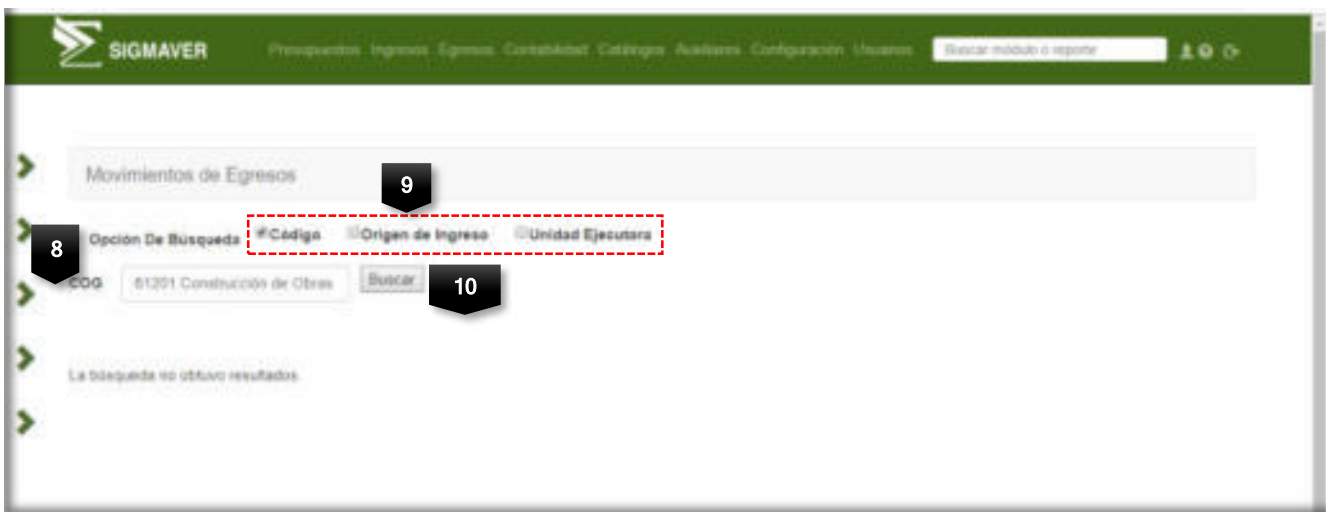 SIGMAVER Presupuestos Ingresos Egresos Contabilidad Catálogos Auxiliares Configuración Usuarios Buscar módulo o reporte
Movimientos de Egresos
9
8 Opción De Búsqueda Código Origen de Ingreso Unidad Ejecutara
COG 61201 Construcción de Obras Buscar 10
La búsqueda no obtuvo resultados.